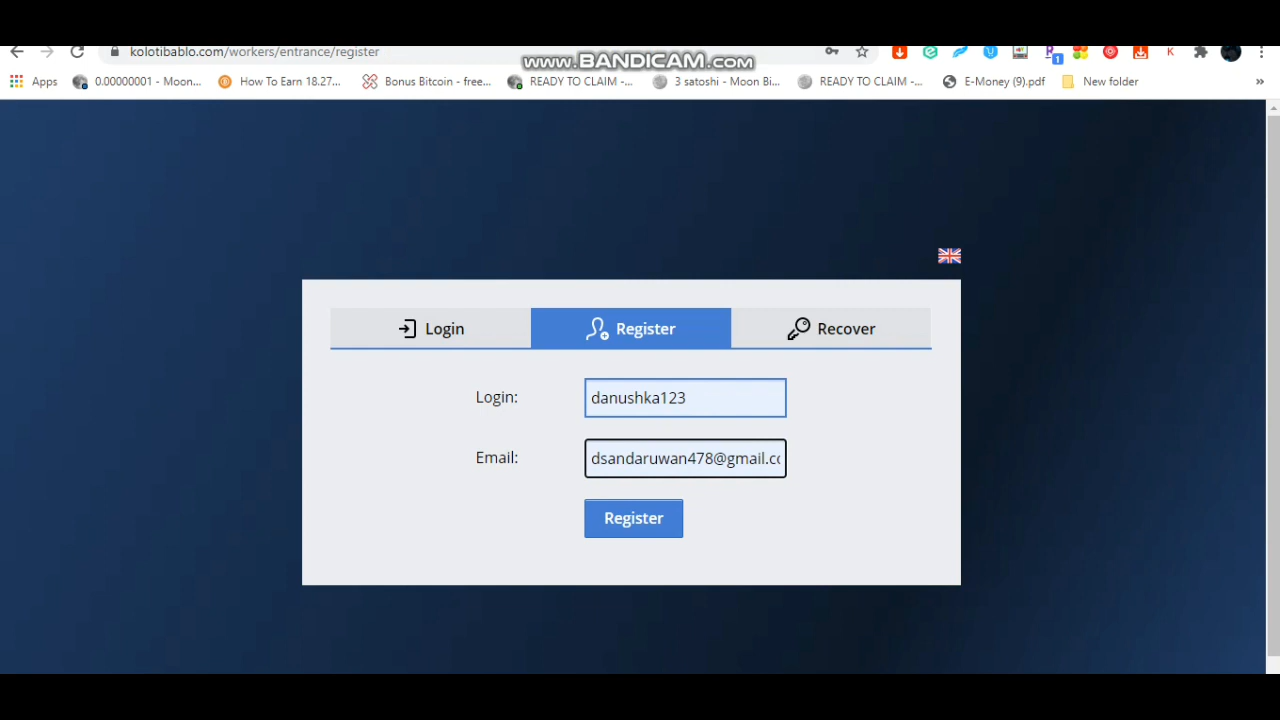 kolotibablo.com/workers/entrance/register
www.BANDICAM.com
Apps 0.00000001 - Moon... How To Earn 18.27... Bonus Bitcoin - free... READY TO CLAIM -... 3 satoshi - Moon Bi... READY TO CLAIM -... E-Money (9).pdf New folder »
Login Register Recover
Login: danushka123
Email: dsandaruwan478@gmail.cc
Register